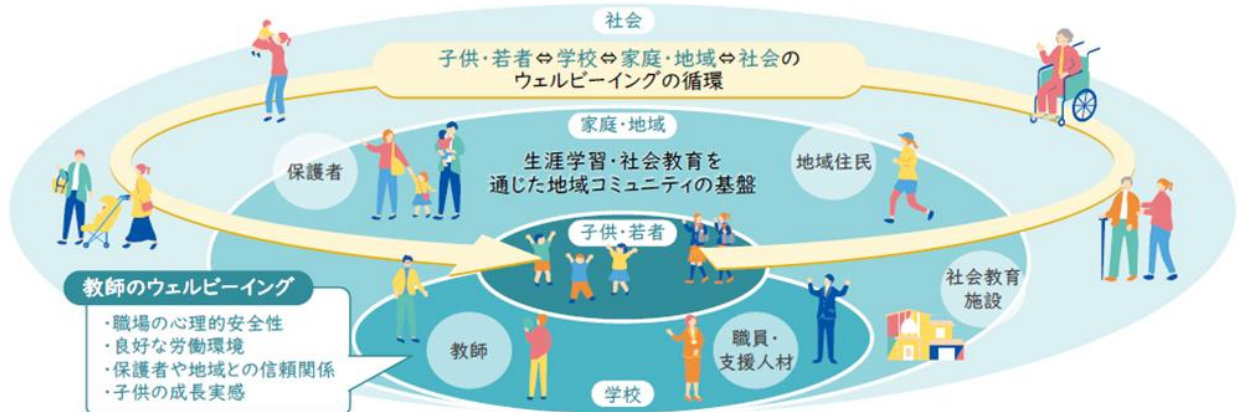 社会
子供・若者⇔学校⇔家庭・地域⇔社会の
ウェルビーイングの循環
家庭・地域
保護者
生涯学習・社会教育を
通じた地域コミュニティの基盤
地域住民
子供・若者
社会教育
施設
教師のウェルビーイング
・職場の心理的安全性
・良好な労働環境
・保護者や地域との信頼関係
・子供の成長実感
教師
職員・
支援人材
学校